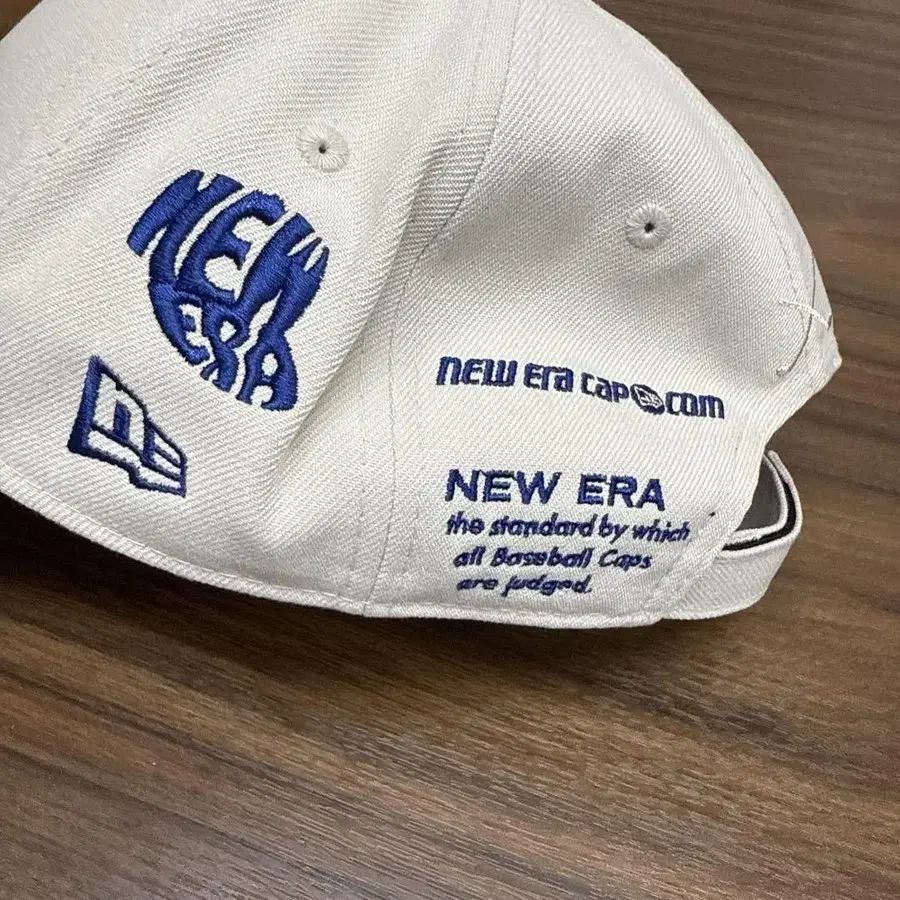 NEW
ERA
new era cap com
NEW ERA
the standard by which
all Baseball Caps
are judged.